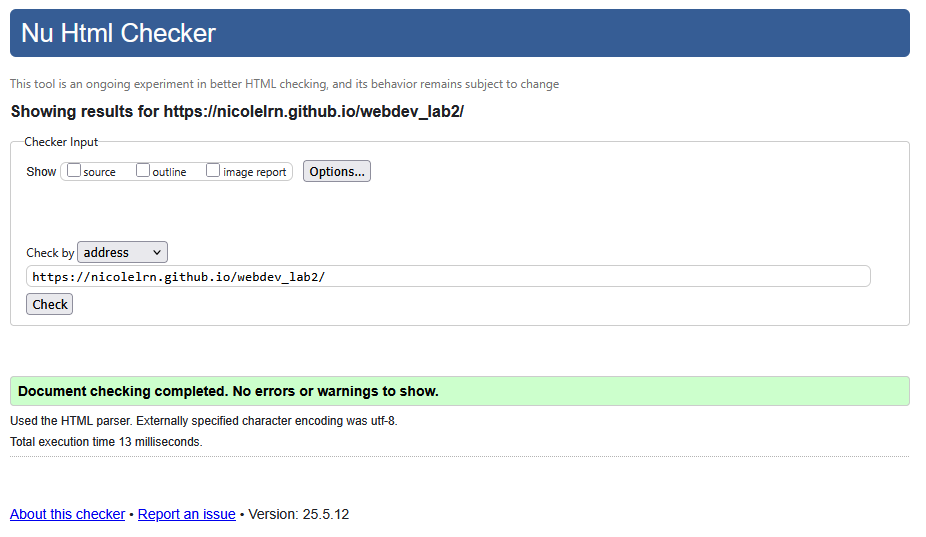 Nu Html Checker
This tool is an ongoing experiment in better HTML checking, and its behavior remains subject to change
Showing results for https://nicolelrn.github.io/webdev_lab2/
Checker Input
Show source outline image report Options...
Check by address
https://nicolelrn.github.io/webdev_lab2/
Check
Document checking completed. No errors or warnings to show.
Used the HTML parser. Externally specified character encoding was utf-8.
Total execution time 13 milliseconds.
About this checker • Report an issue • Version: 25.5.12